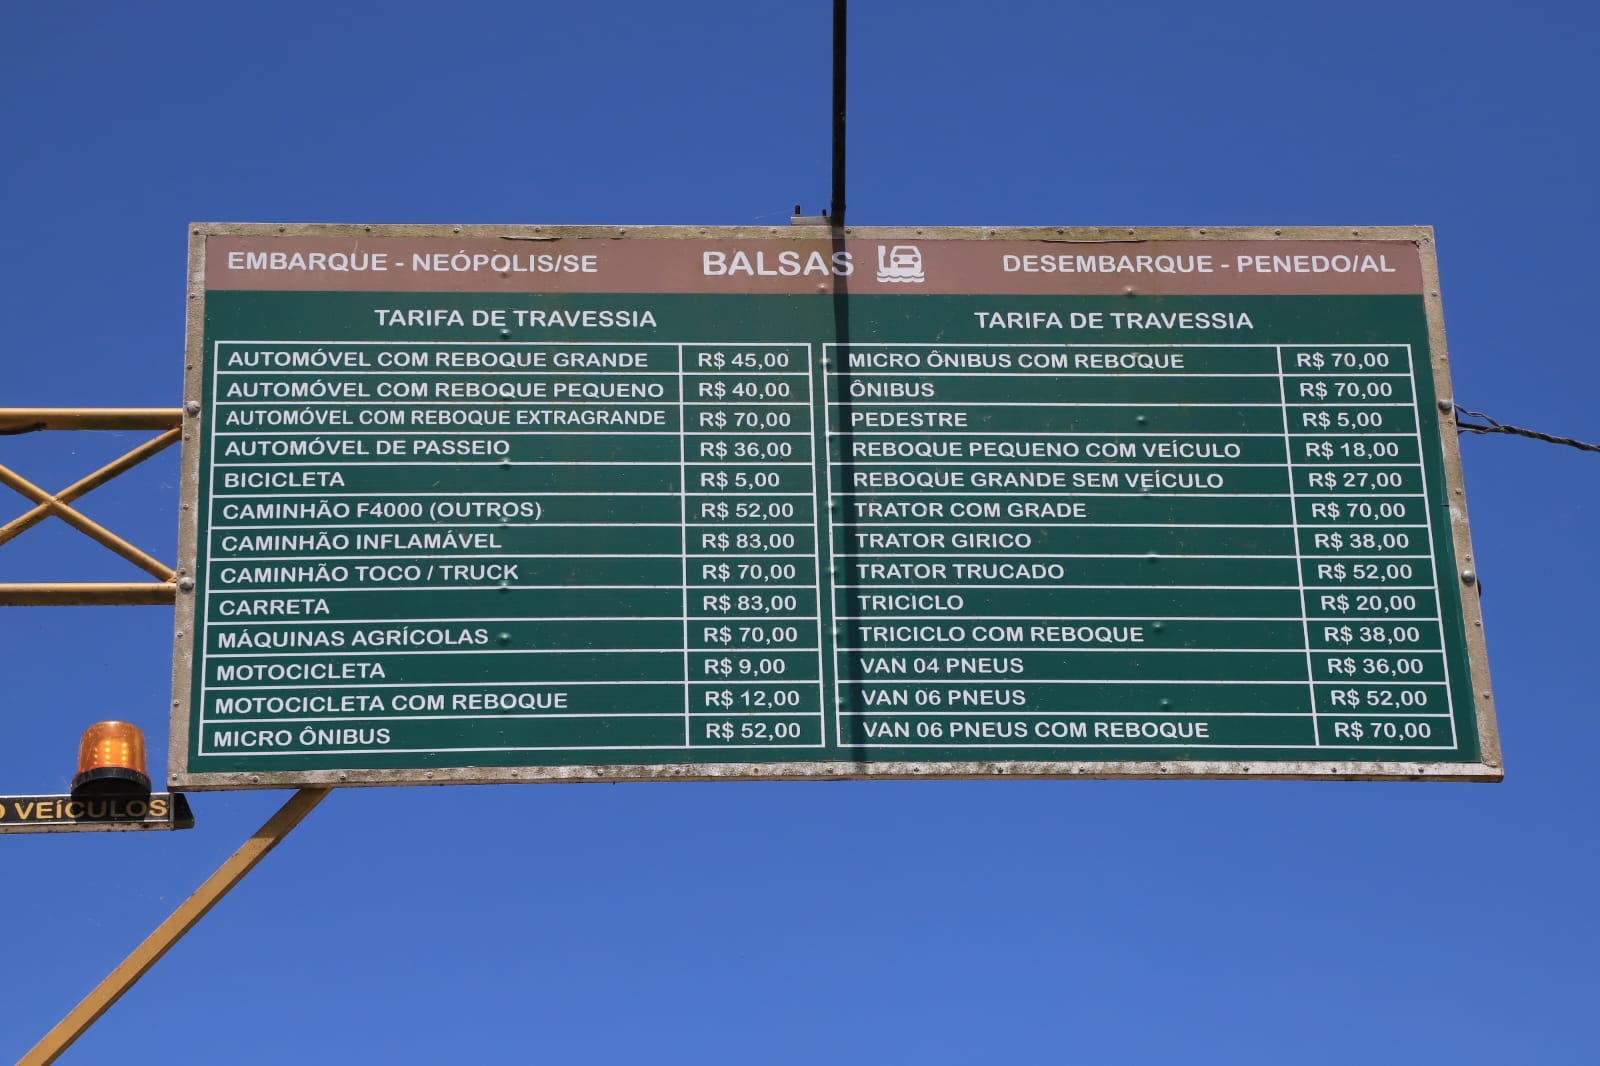 EMBARQUE - NEÓPOLIS/SE BALSAS DESEMBARQUE - PENEDO/AL
TARIFA DE TRAVESSIA
AUTOMÓVEL COM REBOQUE GRANDE R$ 45,00
AUTOMÓVEL COM REBOQUE PEQUENO R$ 40,00
AUTOMÓVEL COM REBOQUE EXTRAGRANDE R$ 70,00
AUTOMÓVEL DE PASSEIO R$ 36,00
BICICLETA R$ 5,00
CAMINHÃO F4000 (OUTROS) R$ 52,00
CAMINHÃO INFLAMÁVEL R$ 83,00
CAMINHÃO TOCO / TRUCK R$ 70,00
CARRETA R$ 83,00
MÁQUINAS AGRÍCOLAS R$ 70,00
MOTOCICLETA R$ 9,00
MOTOCICLETA COM REBOQUE R$ 12,00
MICRO ÔNIBUS R$ 52,00
TARIFA DE TRAVESSIA
MICRO ÔNIBUS COM REBOQUE R$ 70,00
ÔNIBUS R$ 70,00
PEDESTRE R$ 5,00
REBOQUE PEQUENO COM VEÍCULO R$ 18,00
REBOQUE GRANDE SEM VEÍCULO R$ 27,00
TRATOR COM GRADE R$ 70,00
TRATOR GIRICO R$ 38,00
TRATOR TRUCADO R$ 52,00
TRICICLO R$ 20,00
TRICICLO COM REBOQUE R$ 38,00
VAN 04 PNEUS R$ 36,00
VAN 06 PNEUS R$ 52,00
VAN 06 PNEUS COM REBOQUE R$ 70,00
VEÍCULOS